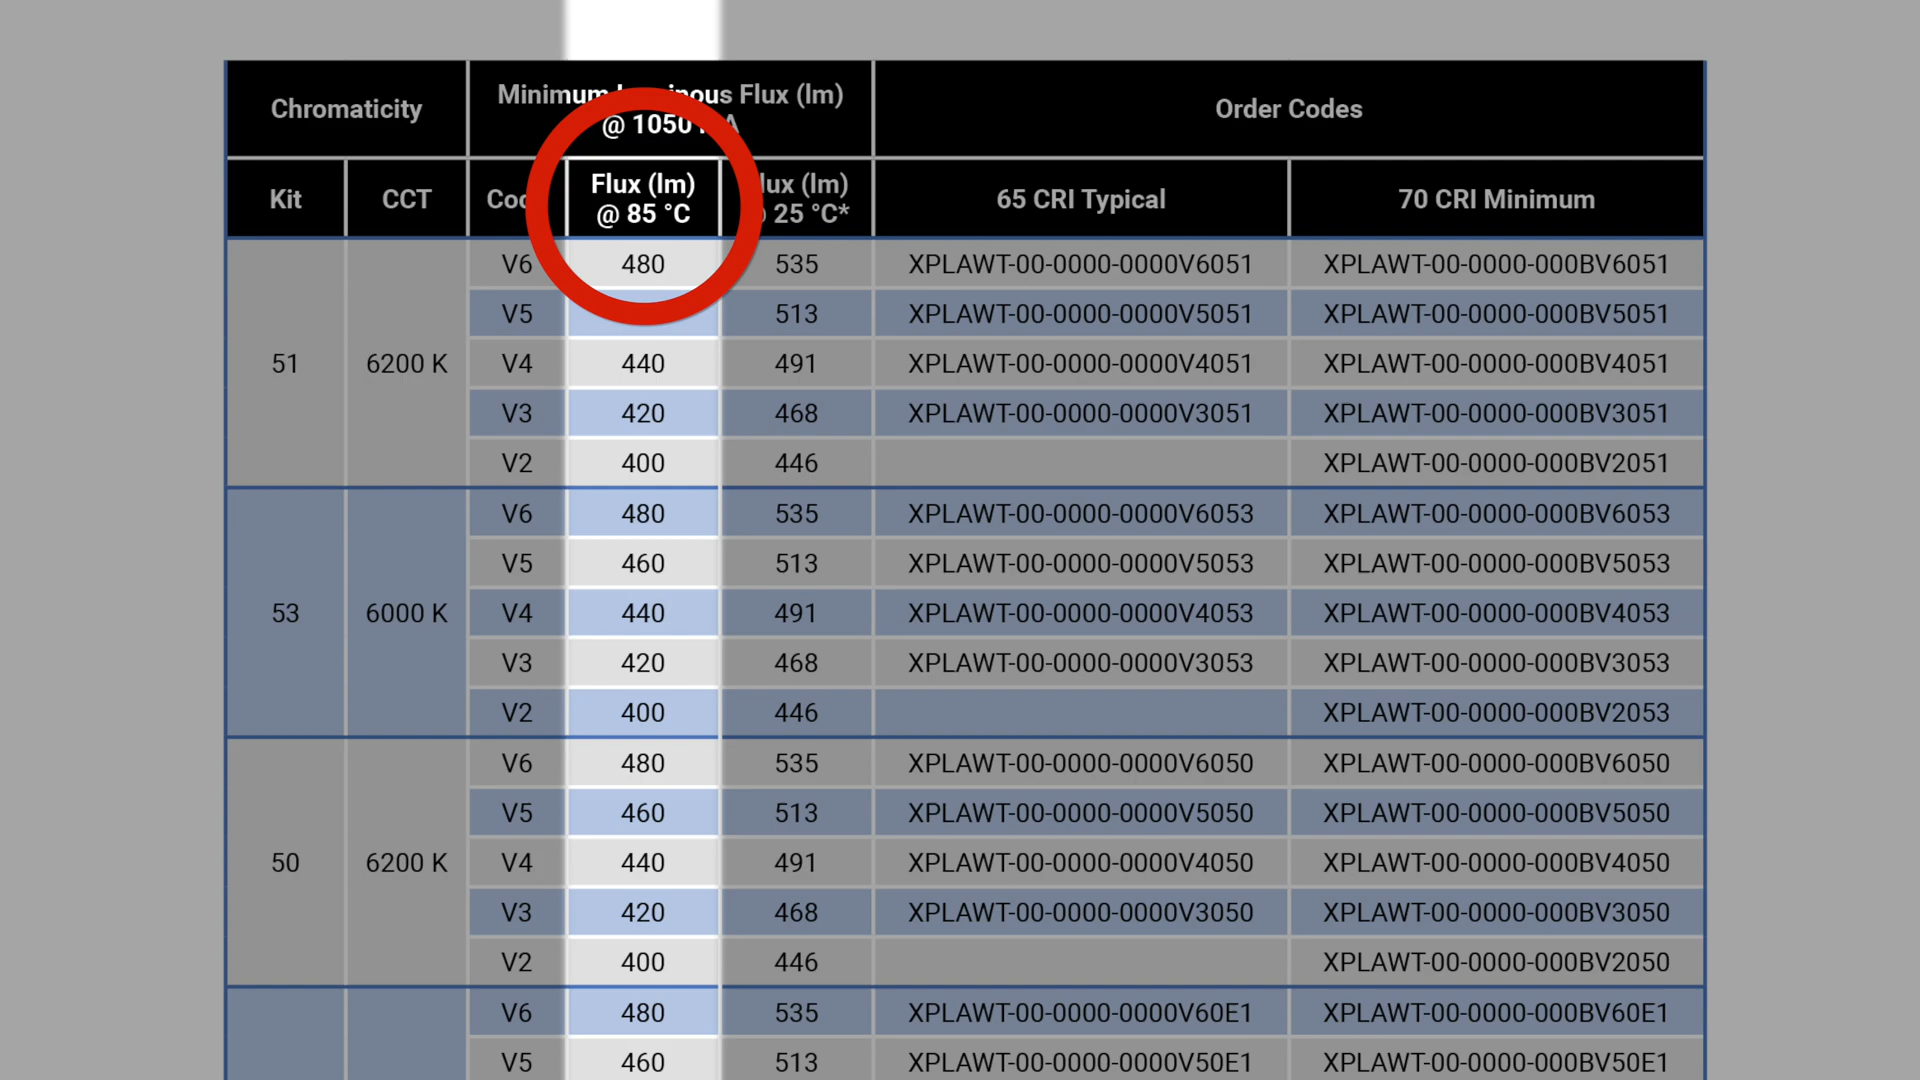 Chromaticity Minimum Luminous Flux (lm) Order Codes
@ 1050 mA
Kit CCT Code Flux (lm) Flux (lm) 65 CRI Typical 70 CRI Minimum
@ 85 °C @ 25 °C*
V6 480 535 XPLAWT-00-0000-0000V6051 XPLAWT-00-0000-000BV6051
V5 513 XPLAWT-00-0000-0000V5051 XPLAWT-00-0000-000BV5051
51 6200 K V4 440 491 XPLAWT-00-0000-0000V4051 XPLAWT-00-0000-000BV4051
V3 420 468 XPLAWT-00-0000-0000V3051 XPLAWT-00-0000-000BV3051
V2 400 446 XPLAWT-00-0000-000BV2051
V6 480 535 XPLAWT-00-0000-0000V6053 XPLAWT-00-0000-000BV6053
V5 460 513 XPLAWT-00-0000-0000V5053 XPLAWT-00-0000-000BV5053
53 6000 K V4 440 491 XPLAWT-00-0000-0000V4053 XPLAWT-00-0000-000BV4053
V3 420 468 XPLAWT-00-0000-0000V3053 XPLAWT-00-0000-000BV3053
V2 400 446 XPLAWT-00-0000-000BV2053
V6 480 535 XPLAWT-00-0000-0000V6050 XPLAWT-00-0000-000BV6050
V5 460 513 XPLAWT-00-0000-0000V5050 XPLAWT-00-0000-000BV5050
50 6200 K V4 440 491 XPLAWT-00-0000-0000V4050 XPLAWT-00-0000-000BV4050
V3 420 468 XPLAWT-00-0000-0000V3050 XPLAWT-00-0000-000BV3050
V2 400 446 XPLAWT-00-0000-000BV2050
V6 480 535 XPLAWT-00-0000-0000V60E1 XPLAWT-00-0000-000BV60E1
V5 460 513 XPLAWT-00-0000-0000V50E1 XPLAWT-00-0000-000BV50E1